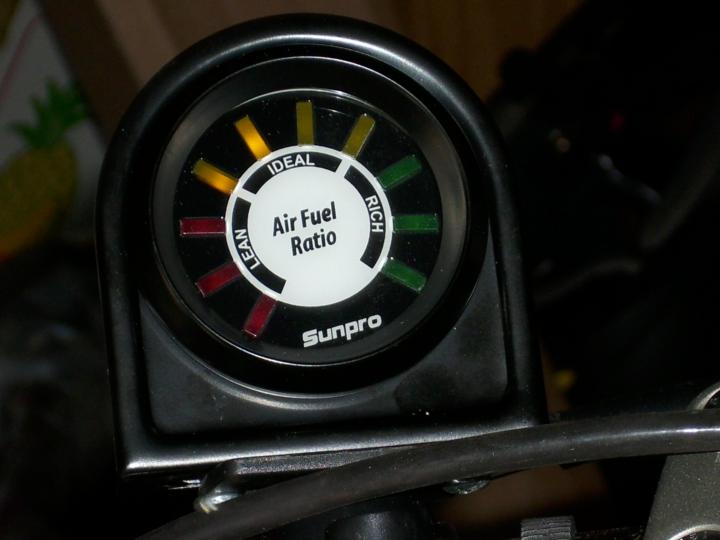 IDEAL
LEAN
RICH
Air Fuel
Ratio
Sunpro